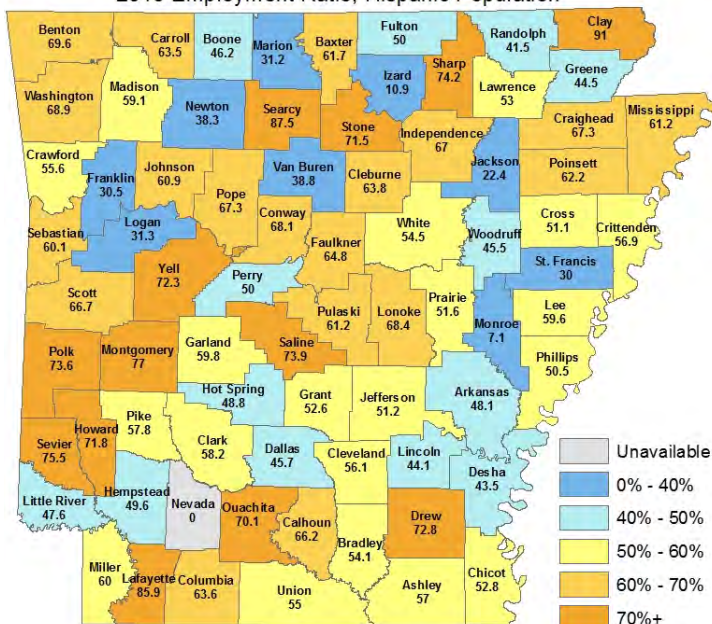 Employment Ratio, Hispanic Population
Benton
69.6
Carroll
63.5
Boone
46.2
Marion
31.2
Baxter
61.7
Fulton
50
Randolph
41.5
Clay
91
Washington
68.9
Madison
59.1
Newton
38.3
Searcy
87.5
Stone
71.5
Izard
10.9
Sharp
74.2
Lawrence
53
Greene
44.5
Independence
67
Craighead
67.3
Mississippi
61.2
Crawford
55.6
Franklin
30.5
Johnson
60.9
Pope
67.3
Van Buren
38.8
Cleburne
63.8
Jackson
22.4
Poinsett
62.2
Sebastian
60.1
Logan
31.3
Conway
68.1
Faulkner
64.8
White
54.5
Woodruff
45.5
Cross
51.1
Crittenden
56.9
Scott
66.7
Yell
72.3
Perry
50
Pulaski
61.2
Lonoke
68.4
Prairie
51.6
St. Francis
30
Monroe
7.1
Lee
59.6
Phillips
50.5
Polk
73.6
Montgomery
77
Garland
59.8
Saline
73.9
Hot Spring
48.8
Grant
52.6
Jefferson
51.2
Arkansas
48.1
Sevier
75.5
Howard
71.8
Pike
57.8
Clark
58.2
Dallas
45.7
Cleveland
56.1
Lincoln
44.1
Desha
43.5
Little River
47.6
Hempstead
49.6
Nevada
0
Ouachita
70.1
Calhoun
66.2
Bradley
54.1
Drew
72.8
Miller
60
Lafayette
85.9
Columbia
63.6
Union
55
Ashley
57
Chicot
52.8
Unavailable
0% - 40%
40% - 50%
50% - 60%
60% - 70%
70%+